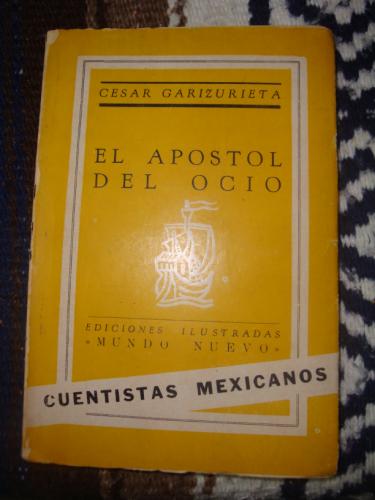 CESAR GARIZURIETA
EL APOSTOL
DEL OCIO
EDICIONES ILUSTRADAS
«MUNDO NUEVO»
CUENTISTAS MEXICANOS